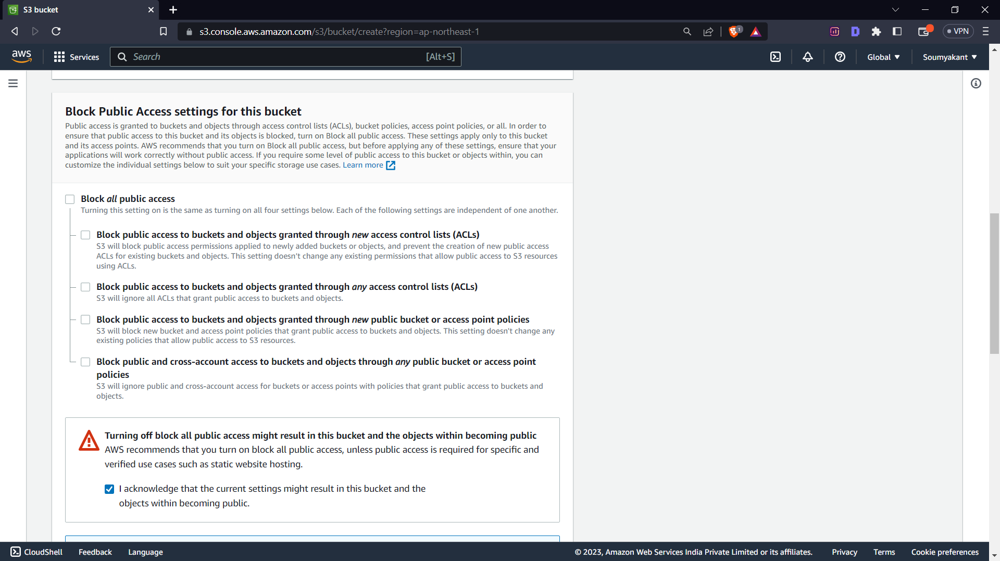 S3 bucket
s3.console.aws.amazon.com/s3/bucket/create?region=ap-northeast-1
1
VPN
aws
Services
Search
[Alt+S]
Global
Soumyakant
Block Public Access settings for this bucket
Public access is granted to buckets and objects through access control lists (ACLs), bucket policies, access point policies, or all. In order to
ensure that public access to this bucket and its objects is blocked, turn on Block all public access. These settings apply only to this bucket
and its access points. AWS recommends that you turn on Block all public access, but before applying any of these settings, ensure that your
applications will work correctly without public access. If you require some level of public access to this bucket or objects within, you can
customize the individual settings below to suit your specific storage use cases. Learn more
Block all public access
Turning this setting on is the same as turning on all four settings below. Each of the following settings are independent of one another.
Block public access to buckets and objects granted through new access control lists (ACLs)
S3 will block public access permissions applied to newly added buckets or objects, and prevent the creation of new public access
ACLs for existing buckets and objects. This setting doesn’t change any existing permissions that allow public access to S3 resources
using ACLs.
Block public access to buckets and objects granted through any access control lists (ACLs)
S3 will ignore all ACLs that grant public access to buckets and objects.
Block public access to buckets and objects granted through new public bucket or access point policies
S3 will block new bucket and access point policies that grant public access to buckets and objects. This setting doesn't change any
existing policies that allow public access to S3 resources.
Block public and cross-account access to buckets and objects through any public bucket or access point
policies
S3 will ignore public and cross-account access for buckets or access points with policies that grant public access to buckets and
objects.
Turning off block all public access might result in this bucket and the objects within becoming public
AWS recommends that you turn on block all public access, unless public access is required for specific and
verified use cases such as static website hosting.
I acknowledge that the current settings might result in this bucket and the
objects within becoming public.
CloudShell
Feedback
Language
© 2023, Amazon Web Services India Private Limited or its affiliates.
Privacy
Terms
Cookie preferences